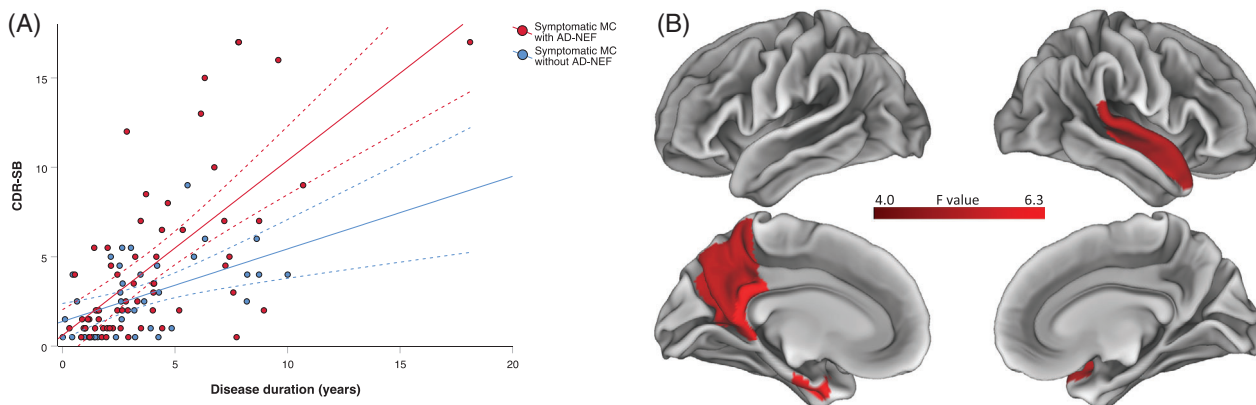 (A)
Symptomatic MC
with AD-NEF
Symptomatic MC
without AD-NEF
CDR-SB
15
10
5
0
0
5
10
15
20
Disease duration (years)
(B)
4.0 F value 6.3